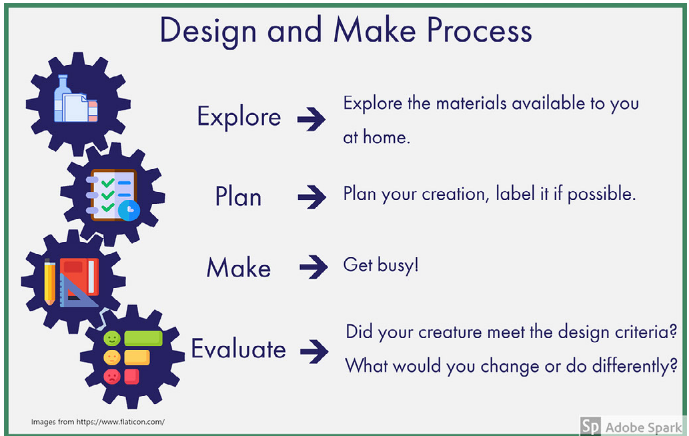 Design and Make Process
Explore → Explore the materials available to you
at home.
Plan → Plan your creation, label it if possible.
Make → Get busy!
Evaluate → Did your creature meet the design criteria?
What would you change or do differently?
Images from https://www.flaticon.com/
Sp Adobe Spark